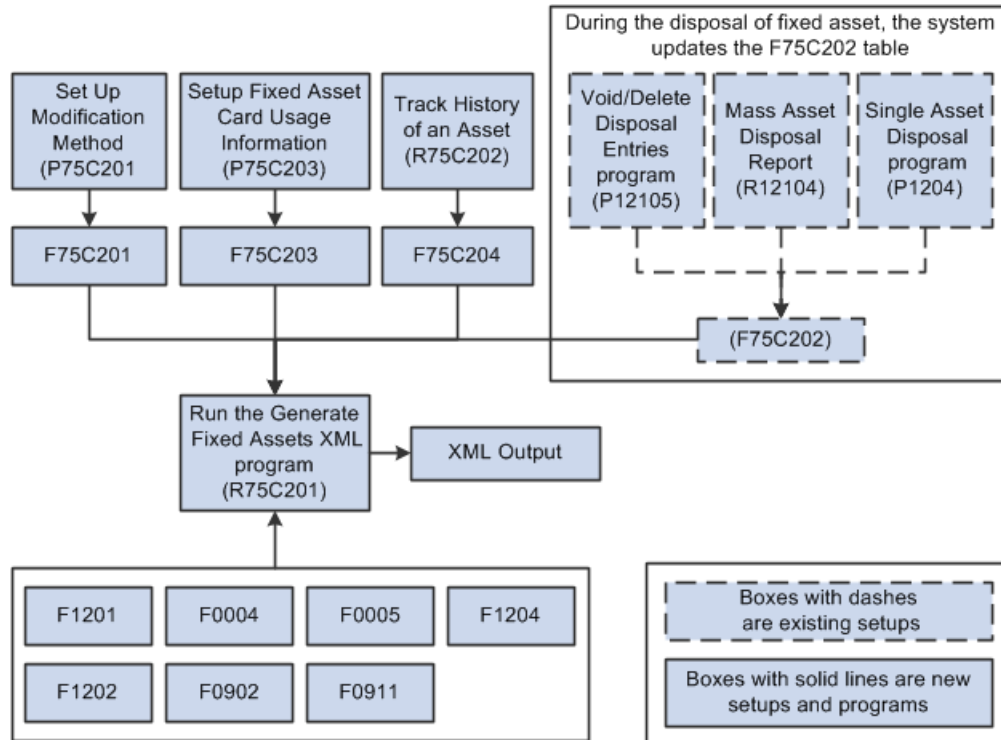 During the disposal of fixed asset, the system
updates the F75C202 table
Set Up
Modification
Method
(P75C201
Setup Fixed Asset
Card Usage
Information
(P75C203)
Track History
of an Asset
(R75C202)
Void/Delete
Disposal
Entries
program
(P12105)
Mass Asset
Disposal
Report
(R12104)
Single Asset
Disposal
program
(P1204)
F75C201
F75C203
F75C204
(F75C202)
Run the Generate
Fixed Assets XML
program
(R75C201)
XML Output
F1201
F0004
F0005
F1204
F1202
F0902
F0911
Boxes with dashes
are existing setups
Boxes with solid lines are new
setups and programs